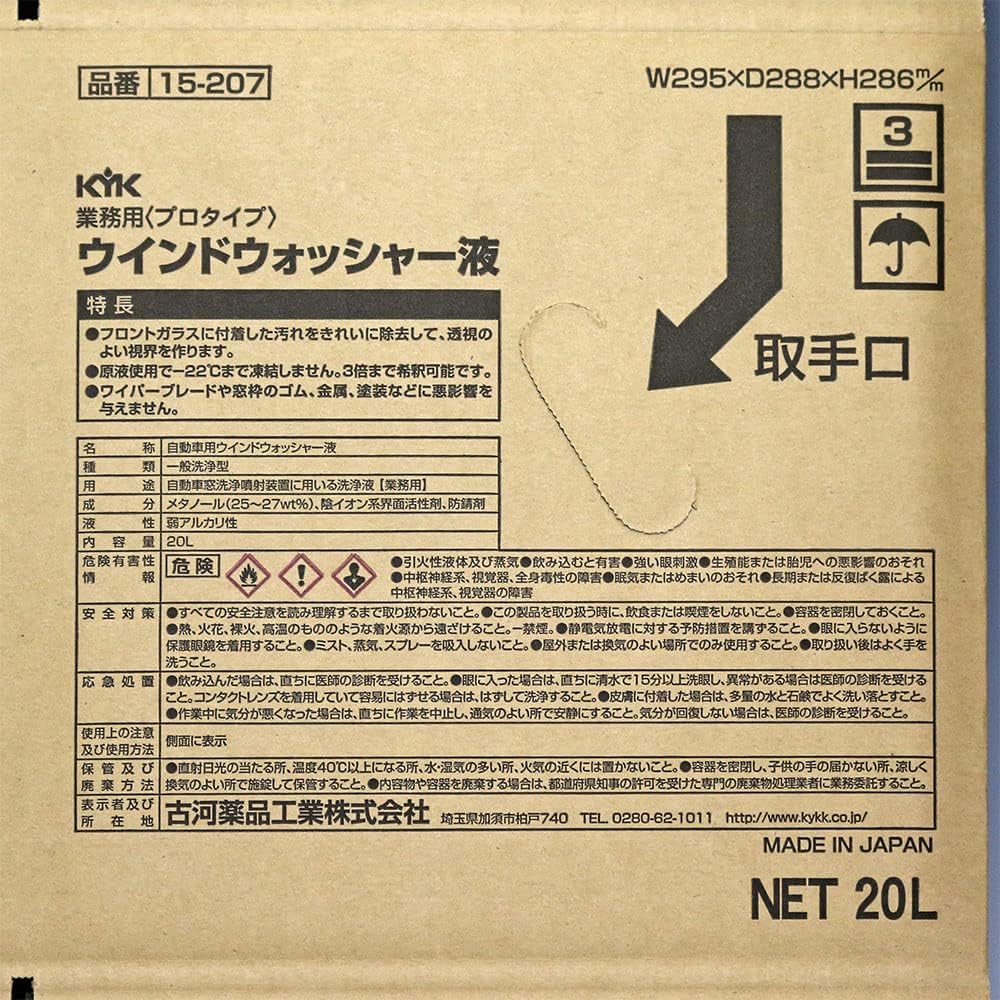 品番 15-207
W295×D288×H286m/m
3
KYK
業務用〈プロタイプ〉
ウインドウォッシャー液
取手口
特長
●フロントガラスに付着した汚れをきれいに除去して、透視の
よい視界を作ります。
●原液使用で−22℃まで凍結しません。3倍まで希釈可能です。
●ワイパーブレードや窓枠のゴム、金属、塗装などに悪影響を
与えません。
名称 自動車用ウインドウォッシャー液
種類 一般洗浄型
用途 自動車窓洗浄噴射装置に用いる洗浄液【業務用】
成分 メタノール(25〜27wt%)、陰イオン系界面活性剤、防錆剤
液性 弱アルカリ性
内容量 20L
危険有害性 危険 ●引火性液体及び蒸気●飲み込むと有害●強い眼刺激●生殖能または胎児への悪影響のおそれ
情報 ●中枢神経系、視覚器、全身毒性の障害●眠気またはめまいのおそれ●長期または反復ばく露による
中枢神経系、視覚器の障害
安全対策 ●すべての安全注意を読み理解するまで取り扱わないこと。●この製品を取り扱う時に、飲食または喫煙をしないこと。●容器を密閉しておくこと。
●熱、火花、裸火、高温のもののような着火源から遠ざけること。ー禁煙。●静電気放電に対する予防措置を講ずること。●眼に入らないように
保護眼鏡を着用すること。●ミスト、蒸気、スプレーを吸入しないこと。●屋外または換気のよい場所でのみ使用すること。●取り扱い後はよく手を
洗うこと。
応急処置 ●飲み込んだ場合は、直ちに医師の診断を受けること。●眼に入った場合は、直ちに清水で15分以上洗眼し、異常がある場合は医師の診断を受ける
こと。コンタクトレンズを着用していて容易にはずせる場合は、はずして洗浄すること。●皮膚に付着した場合は、多量の水と石鹸でよく洗い落とすこと。
●作業中に気分が悪くなった場合は、直ちに作業を中止し、通気のよい所で安静にすること。気分が回復しない場合は、医師の診断を受けること。
使用上の注意
及び使用方法 側面に表示
保管及び ●直射日光の当たる所、温度40℃以上になる所、水・湿気の多い所、火気の近くには置かないこと。●容器を密閉し、子供の手の届かない所、涼しく
廃棄方法 換気のよい所で施錠して保管すること。●内容物や容器を廃棄する場合は、都道府県知事の許可を受けた専門の廃棄物処理業者に業務委託すること。
表示者及び
所在地 古河薬品工業株式会社 埼玉県加須市柏戸740 TEL. 0280-62-1011 http://www.kykk.co.jp/
MADE IN JAPAN
NET 20L